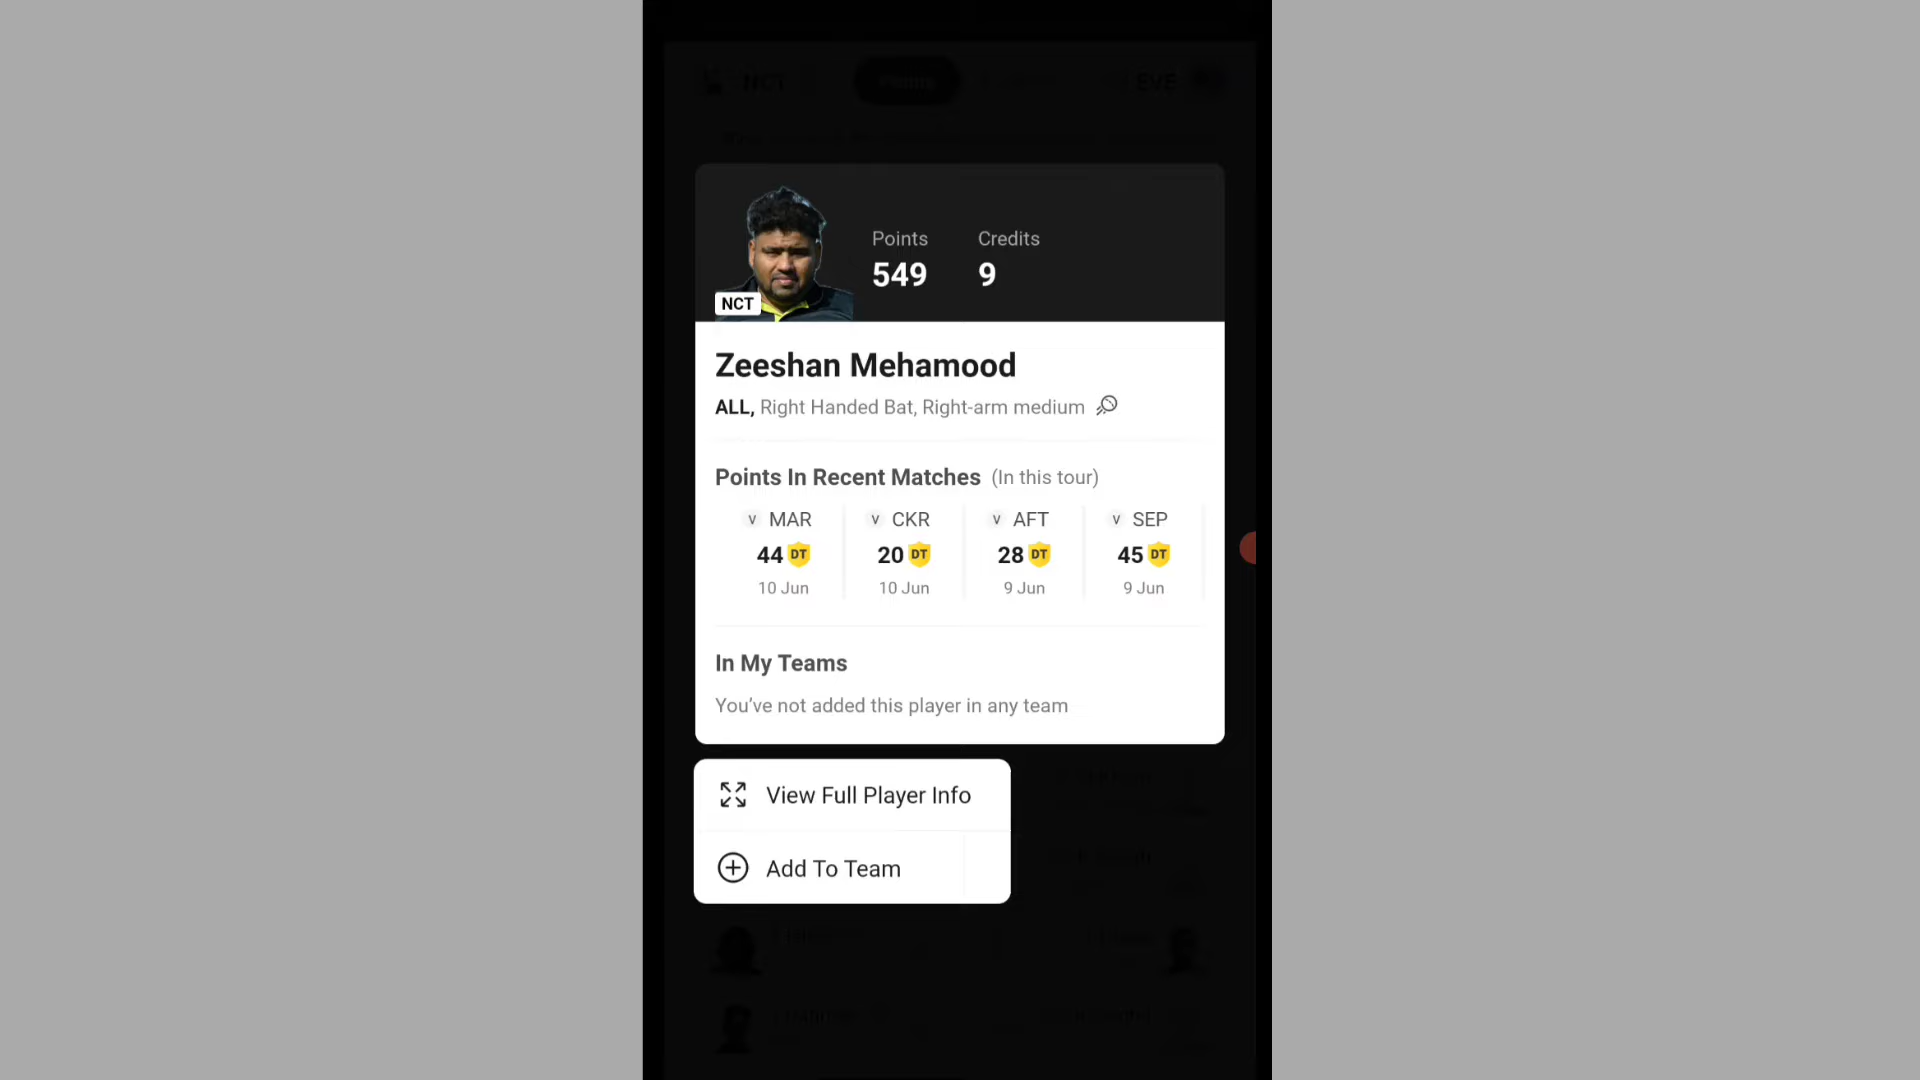 NCT
EVE
Points Credits
549 9
NCT
Zeeshan Mehamood
ALL, Right Handed Bat, Right-arm medium
Points In Recent Matches (In this tour)
v MAR v CKR v AFT v SEP
44 DT 20 DT 28 DT 45 DT
10 Jun 10 Jun 9 Jun 9 Jun
In My Teams
You've not added this player in any team
View Full Player Info
Add To Team